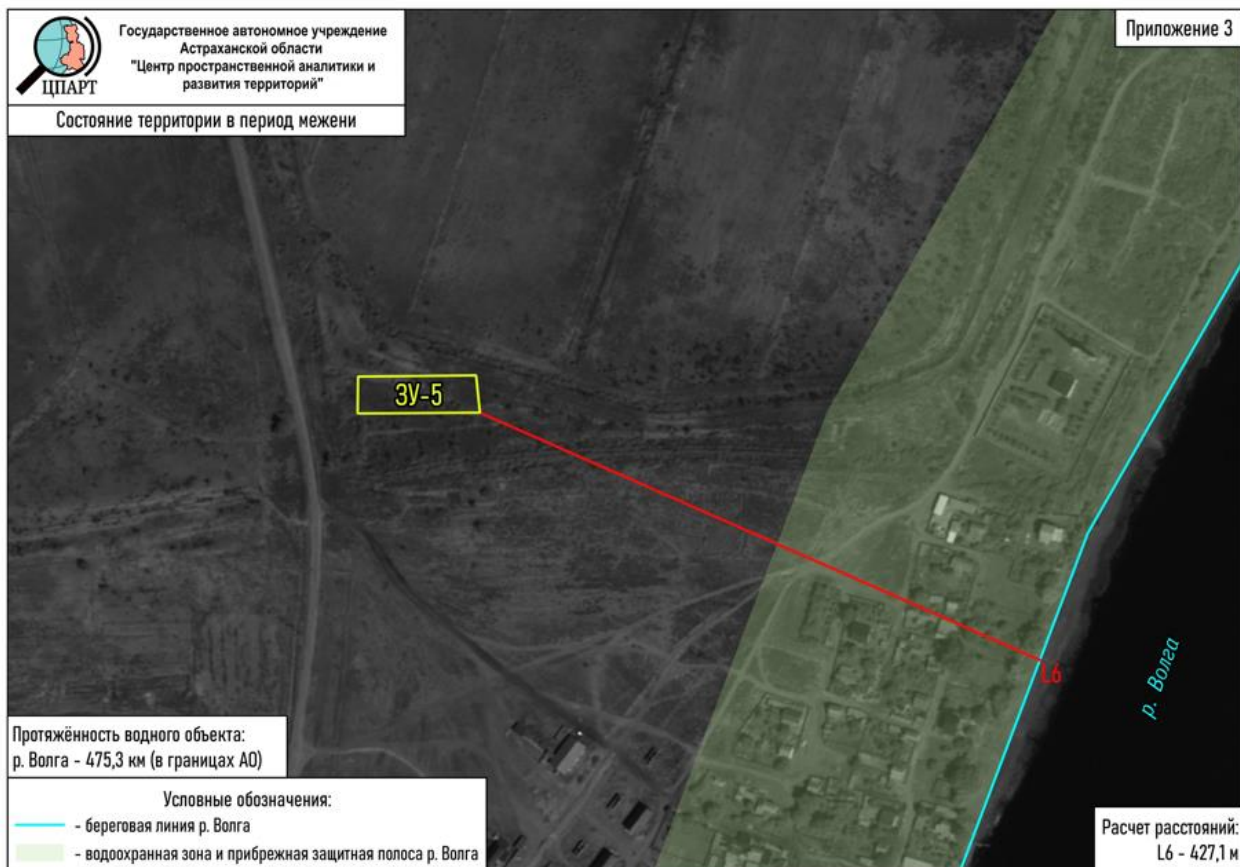 Государственное автономное учреждение
Астраханской области
"Центр пространственной аналитики и
развития территорий"
ЦПАРТ
Состояние территории в период межени
Приложение 3
ЗУ-5
L6
р. Волга
Протяжённость водного объекта:
р. Волга - 475,3 км (в границах АО)
Условные обозначения:
- береговая линия р. Волга
- водоохранная зона и прибрежная защитная полоса р. Волга
Расчет расстояний:
L6 - 427,1 м